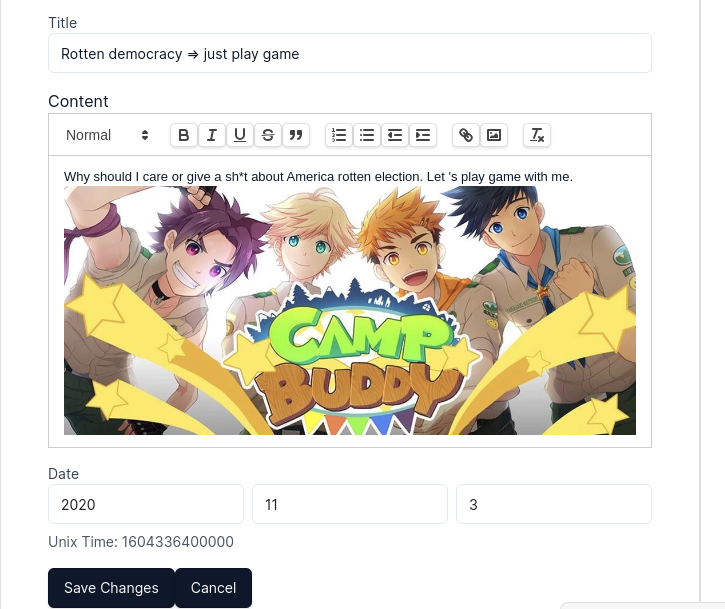 Title
Rotten democracy => just play game
Content
Normal
Why should I care or give a sh*t about America rotten election. Let 's play game with me.
CAMP
BUDDY
Date
2020
11
3
Unix Time: 1604336400000
Save Changes
Cancel